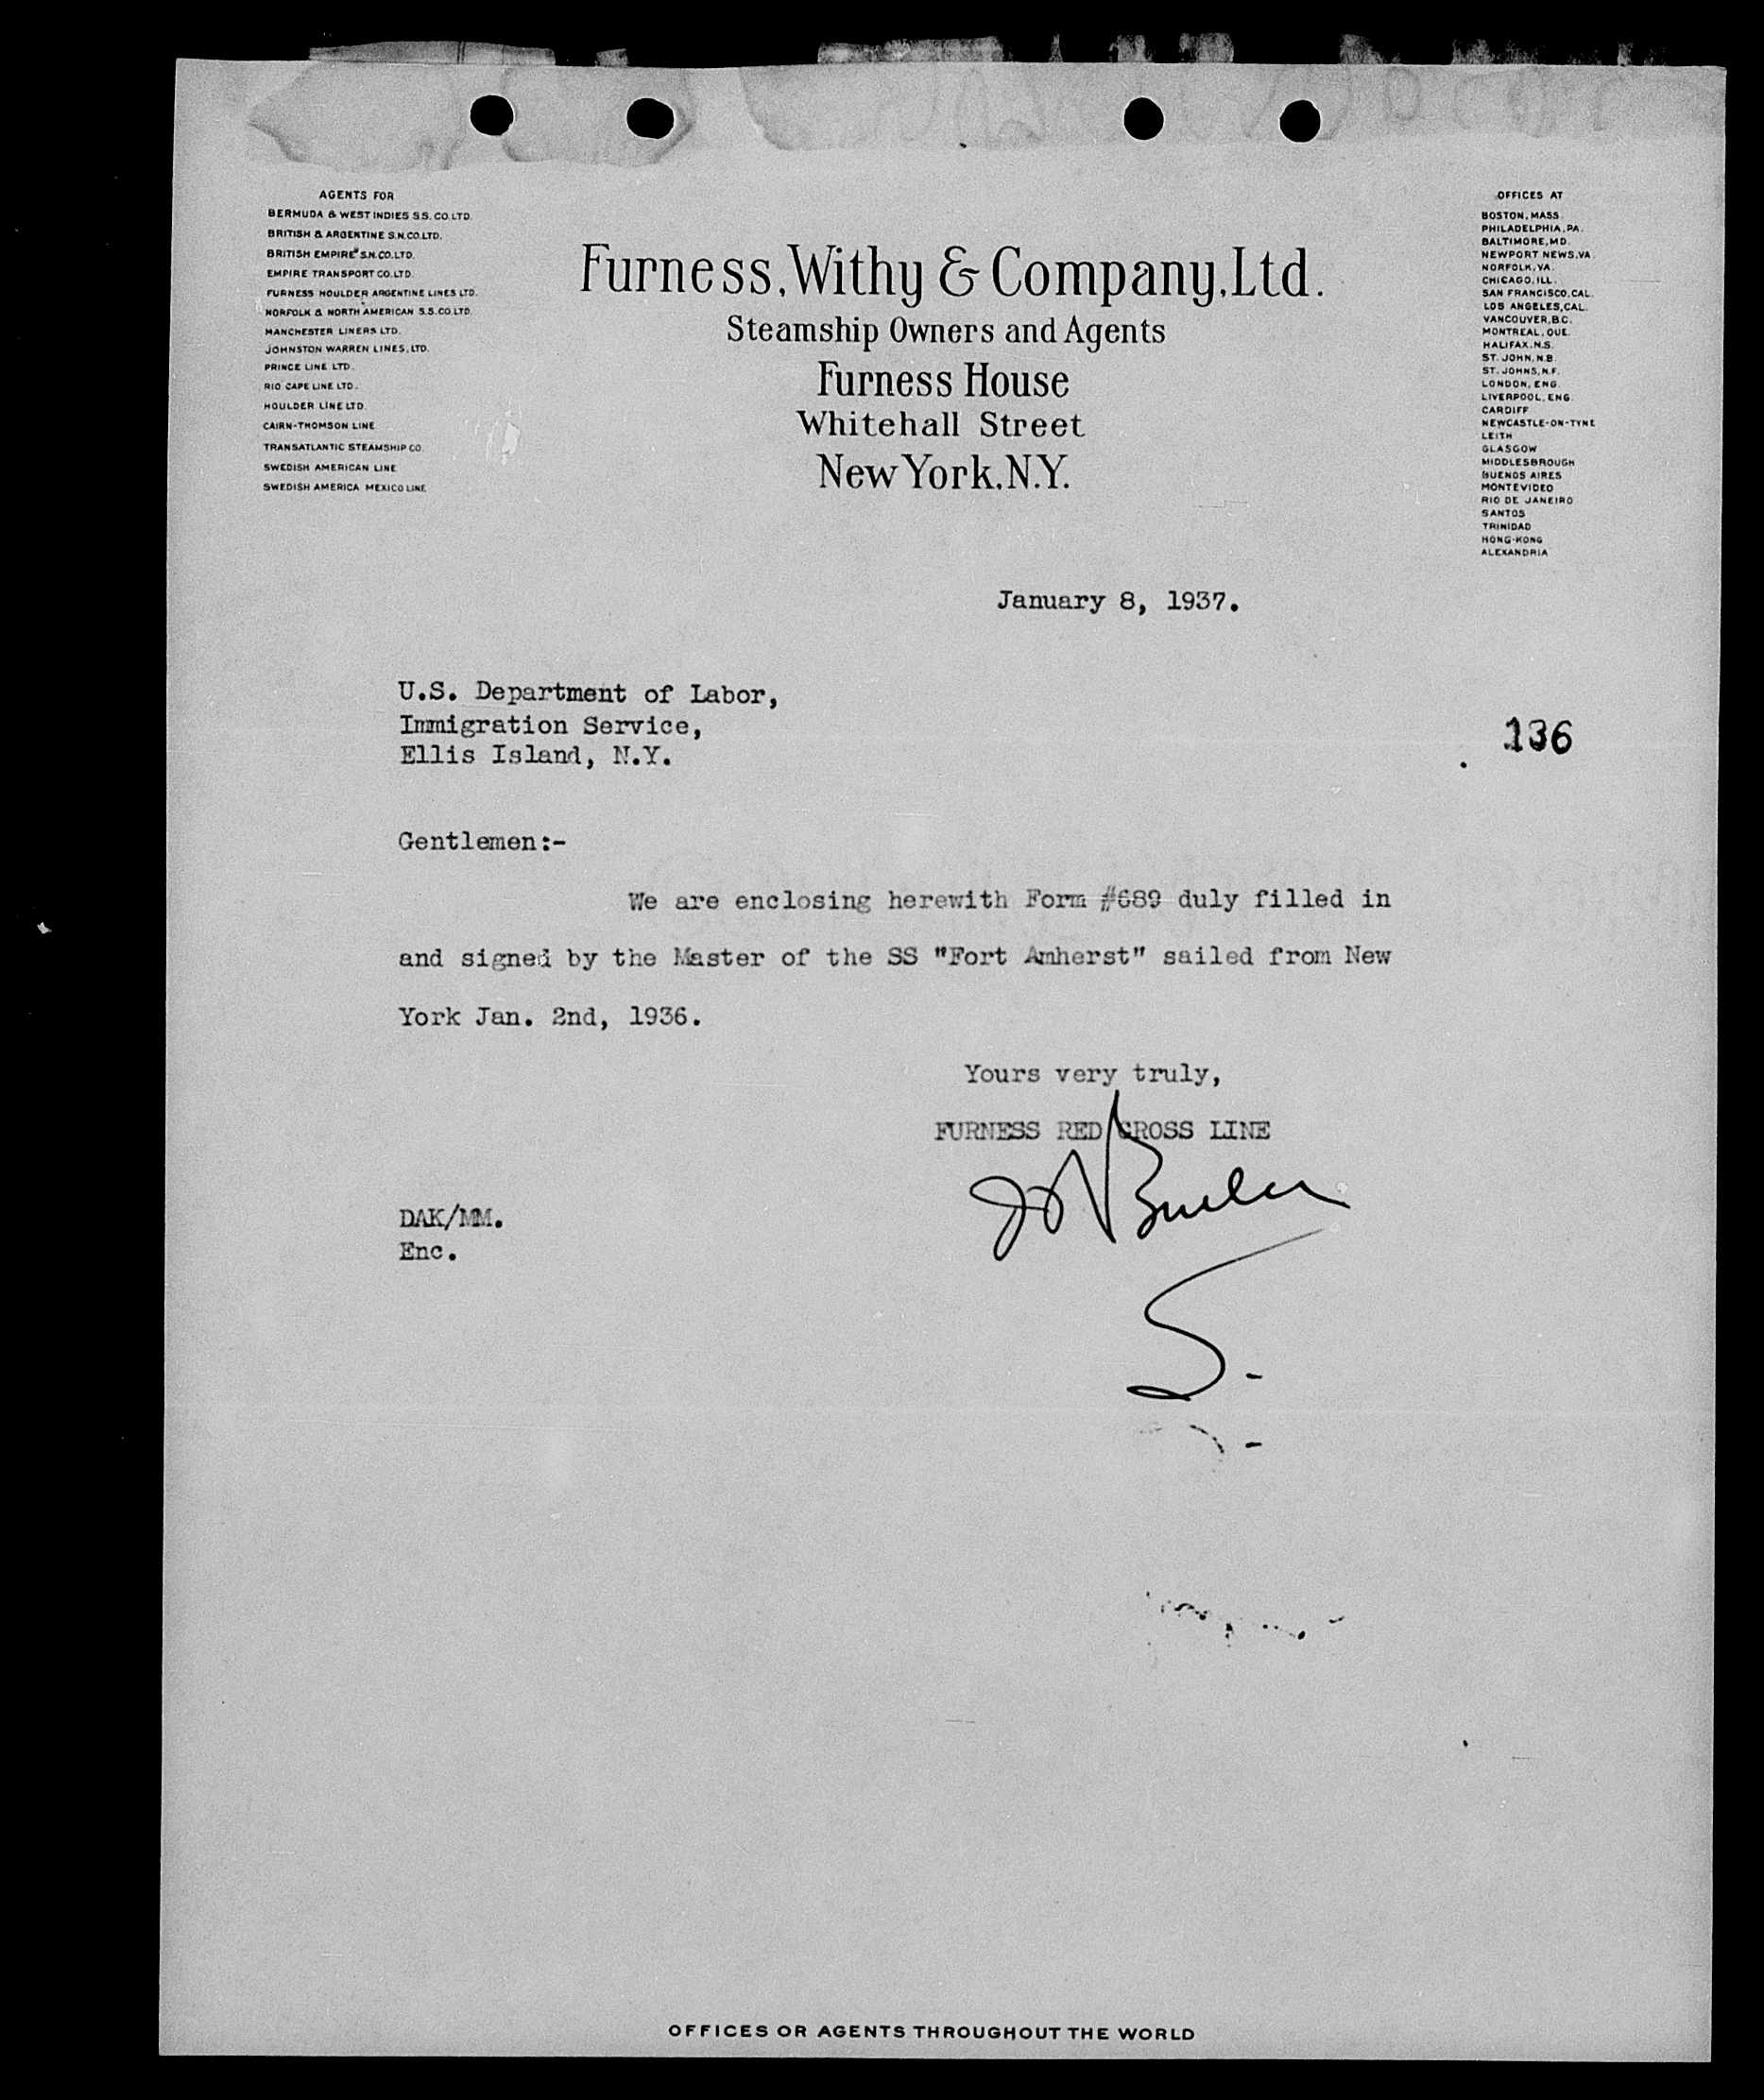 AGENTS FOR
BERMUDA & WEST INDIES S.S. CO. LTD.
BRITISH & ARGENTINE S.N.CO.LTD.
BRITISH EMPIRE S.N.CO.LTD.
EMPIRE TRANSPORT CO.LTD.
FURNESS HOULDER ARGENTINE LINES LTD.
NORFOLK & NORTH AMERICAN S.S.CO.LTD.
MANCHESTER LINERS LTD.
JOHNSTON WARREN LINES, LTD.
PRINCE LINE LTD.
RIO CAPE LINE LTD.
HOULDER LINE LTD.
CAIRN-THOMSON LINE
TRANSATLANTIC STEAMSHIP CO.
SWEDISH AMERICAN LINE
SWEDISH AMERICA MEXICO LINE
Furness, Withy & Company, Ltd.
Steamship Owners and Agents
Furness House
Whitehall Street
New York, N.Y.
OFFICES AT
BOSTON, MASS.
PHILADELPHIA, PA.
BALTIMORE, MD.
NEWPORT NEWS, VA.
NORFOLK, VA.
CHICAGO, ILL.
SAN FRANCISCO, CAL.
LOS ANGELES, CAL.
VANCOUVER, B.C.
MONTREAL, QUE.
HALIFAX, N.S.
ST. JOHN, N.B.
ST. JOHNS, N.F.
LONDON, ENG.
LIVERPOOL, ENG.
CARDIFF
NEWCASTLE-ON-TYNE
LEITH
GLASGOW
MIDDLESBROUGH
BUENOS AIRES
MONTEVIDEO
RIO DE JANEIRO
SANTOS
TRINIDAD
HONG-KONG
ALEXANDRIA
January 8, 1937.
U.S. Department of Labor,
Immigration Service,
Ellis Island, N.Y.
136
Gentlemen:-
We are enclosing herewith Form #689 duly filled in
and signed by the Master of the SS "Fort Amherst" sailed from New
York Jan. 2nd, 1936.
Yours very truly,
FURNESS RED CROSS LINE
DAK/MM.
Enc.
OFFICES OR AGENTS THROUGHOUT THE WORLD